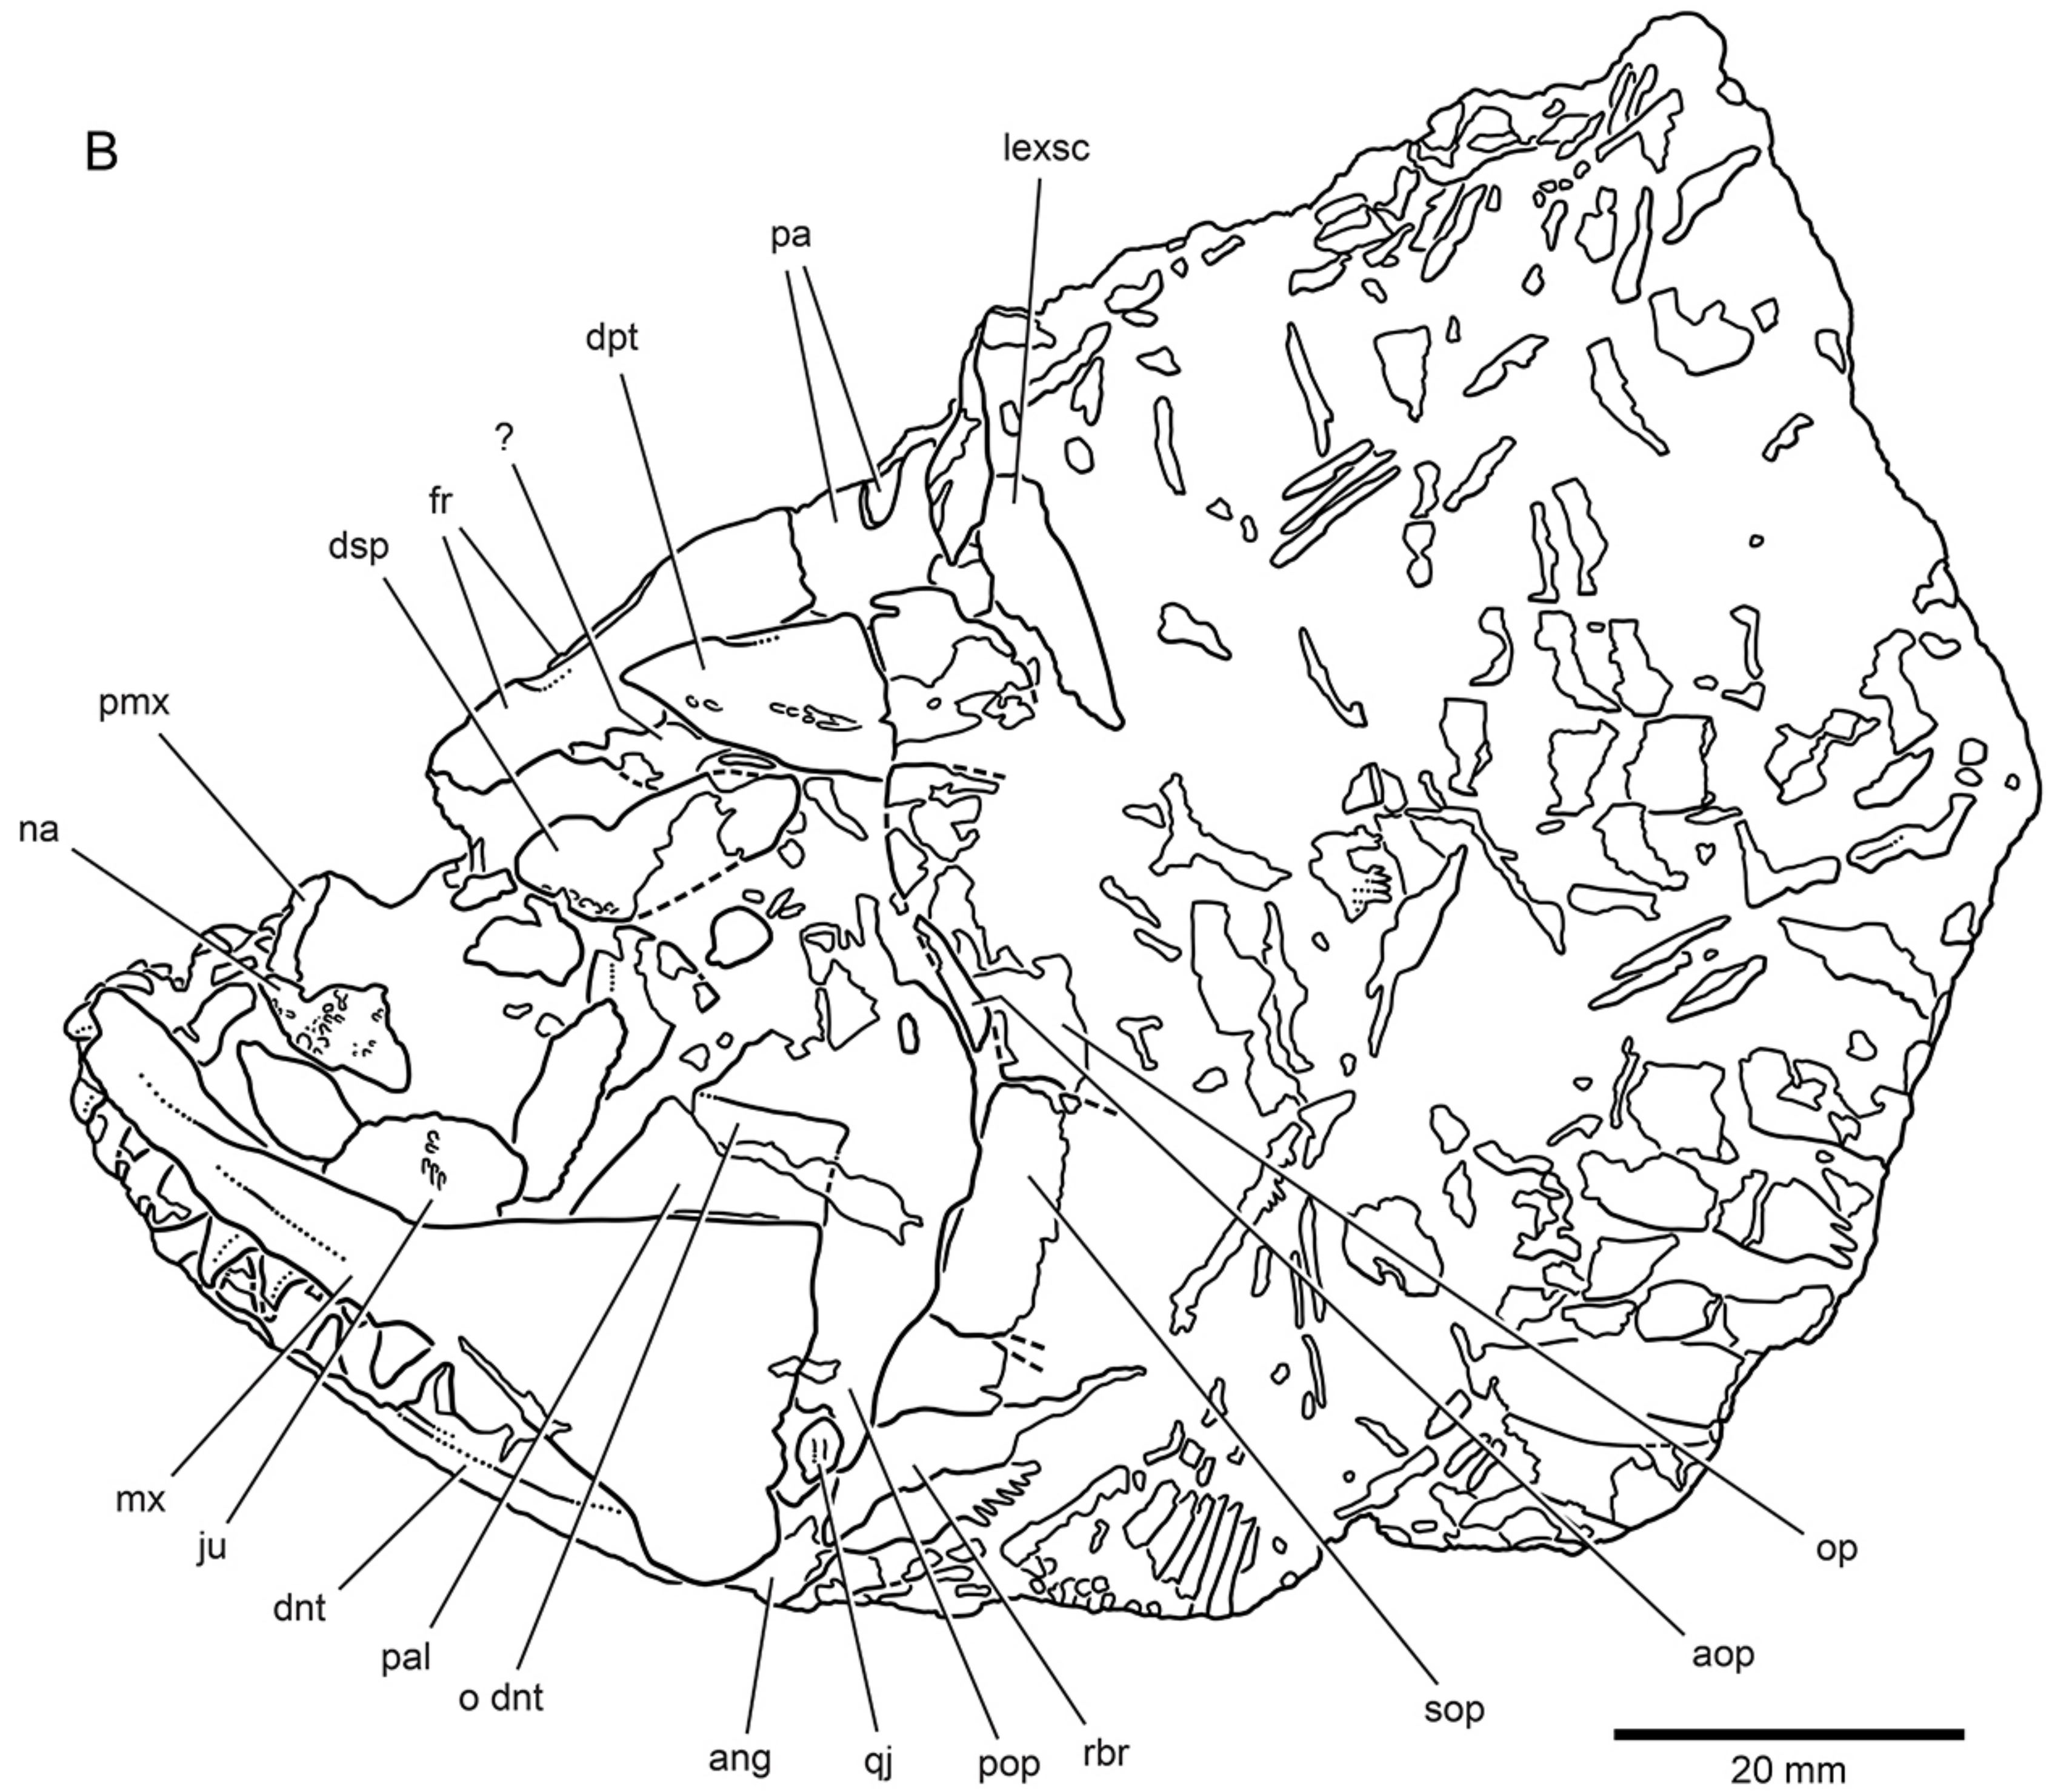 B
lexsc
pa
dpt
?
fr
dsp
pmx
na
mx
ju
dnt
pal
o dnt
ang
qj
pop
rbr
sop
aop
op
20 mm